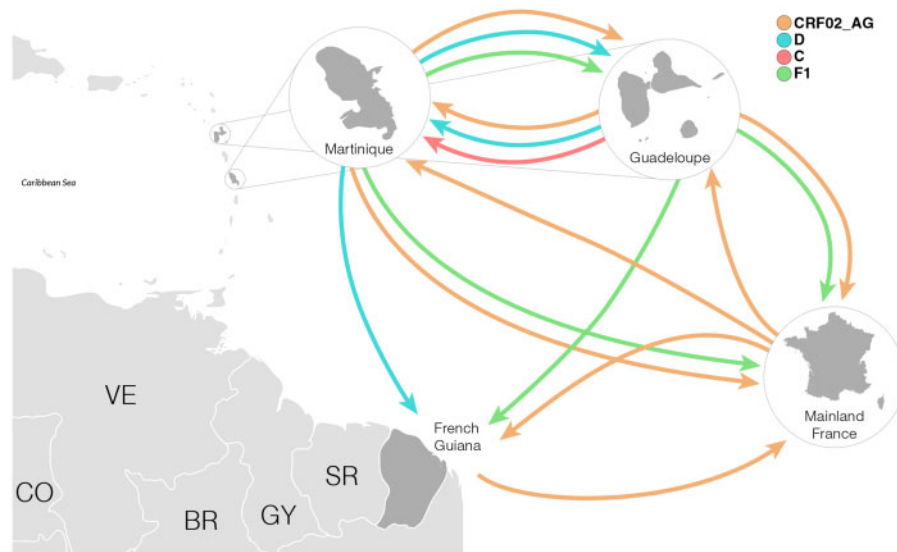 CRF02_AG
D
C
F1
Martinique
Guadeloupe
Caribbean Sea
Mainland
France
French
Guiana
VE
CO
BR
GY
SR